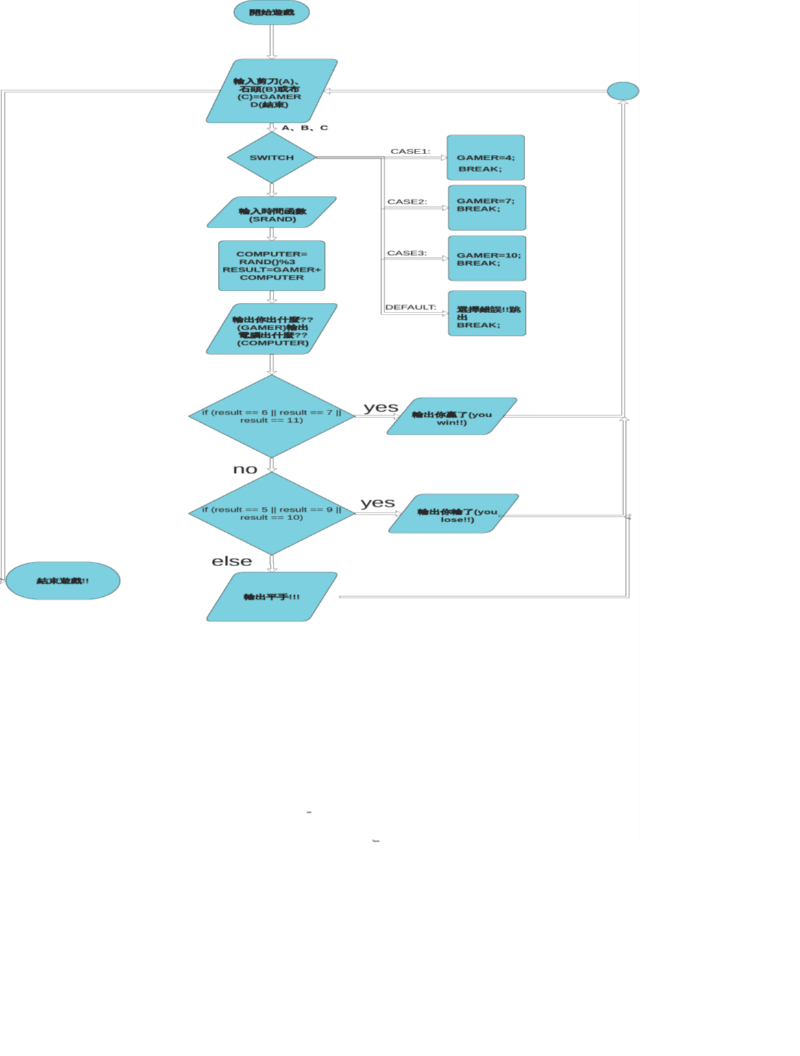 開始遊戲
輸入剪刀(A)、
石頭(B)或布
(C)=GAMER
D(結束)
A、B、C
SWITCH
CASE1:
GAMER=4;
BREAK;
CASE2:
GAMER=7;
BREAK;
CASE3:
GAMER=10;
BREAK;
DEFAULT:
選擇錯誤!!跳
出
BREAK;
輸入時間函數
(SRAND)
COMPUTER=
RAND()%3
RESULT=GAMER+
COMPUTER
輸出你出什麼??
(GAMER)輸出
電腦出什麼??
(COMPUTER)
if (result == 6 || result == 7 ||
result == 11)
yes
輸出你贏了(you
win!!)
no
if (result == 5 || result == 9 ||
result == 10)
yes
輸出你輸了(you
lose!!)
else
輸出平手!!!
結束遊戲!!